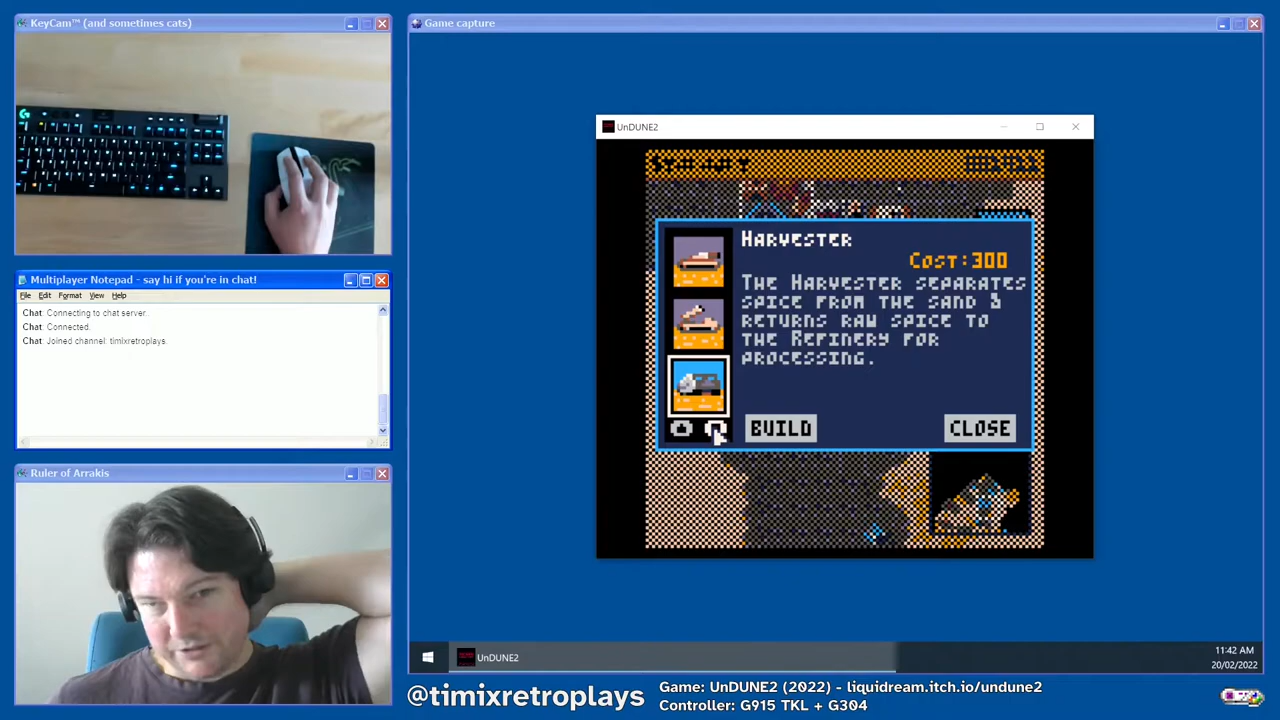 KeyCam™ (and sometimes cats)
Multiplayer Notepad - say hi if you're in chat!
File Edit Format View Help
Chat: Connecting to chat server.
Chat: Connected.
Chat: Joined channel: timixretroplays.
Ruler of Arrakis
Game capture
UnDUNE2
Harvester
Cost:300
The Harvester separates
spice from the sand &
returns raw spice to
the Refinery for
processing.
BUILD
CLOSE
UnDUNE2
11:42 AM
20/02/2022
@timixretroplays
Game: UnDUNE2 (2022) - liquidream.itch.io/undune2
Controller: G915 TKL + G304